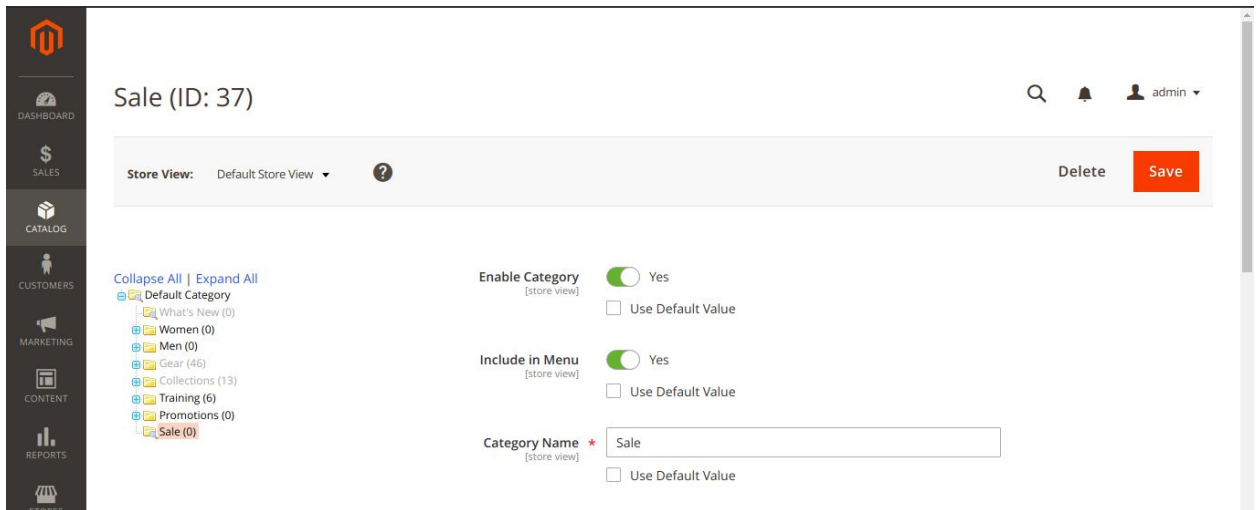 Sale (ID: 37)
admin
DASHBOARD
SALES
CATALOG
CUSTOMERS
MARKETING
CONTENT
REPORTS
STORES
Store View: Default Store View
?
Delete
Save
Collapse All | Expand All
Default Category
What's New (0)
Women (0)
Men (0)
Gear (46)
Collections (13)
Training (6)
Promotions (0)
Sale (0)
Enable Category
[store view]
Yes
Use Default Value
Include in Menu
[store view]
Yes
Use Default Value
Category Name *
[store view]
Sale
Use Default Value